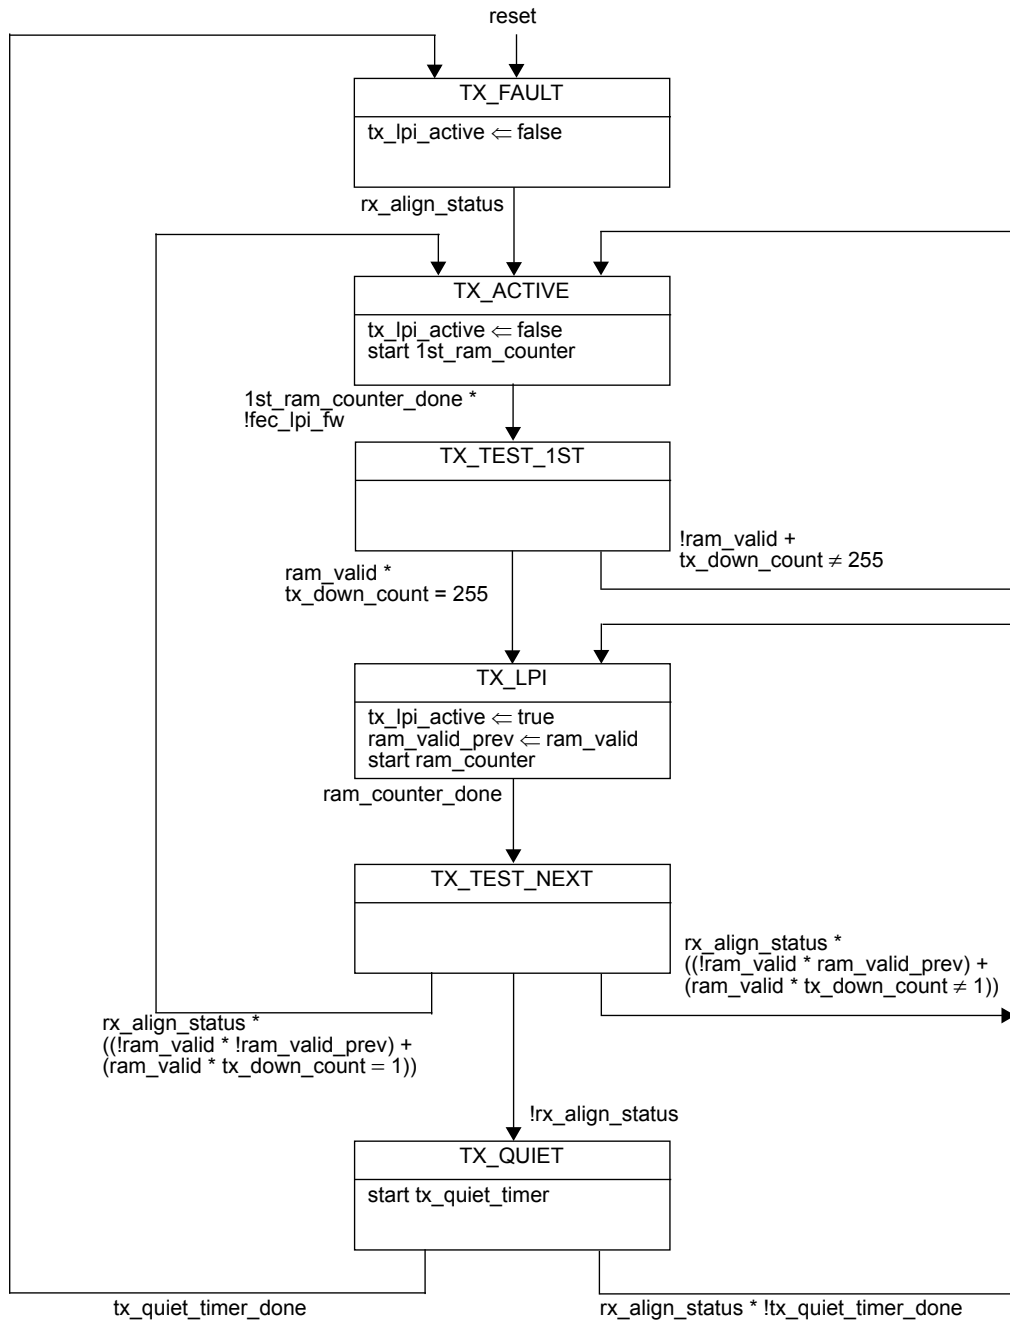 reset
TX_FAULT
tx_lpi_active ⇐ false
rx_align_status
TX_ACTIVE
tx_lpi_active ⇐ false
start 1st_ram_counter
1st_ram_counter_done *
!fec_lpi_fw
TX_TEST_1ST
!ram_valid +
tx_down_count ≠ 255
ram_valid *
tx_down_count = 255
TX_LPI
tx_lpi_active ⇐ true
ram_valid_prev ⇐ ram_valid
start ram_counter
ram_counter_done
TX_TEST_NEXT
rx_align_status *
((!ram_valid * ram_valid_prev) +
(ram_valid * tx_down_count ≠ 1))
rx_align_status *
((!ram_valid * !ram_valid_prev) +
(ram_valid * tx_down_count = 1))
!rx_align_status
TX_QUIET
start tx_quiet_timer
tx_quiet_timer_done
rx_align_status * !tx_quiet_timer_done